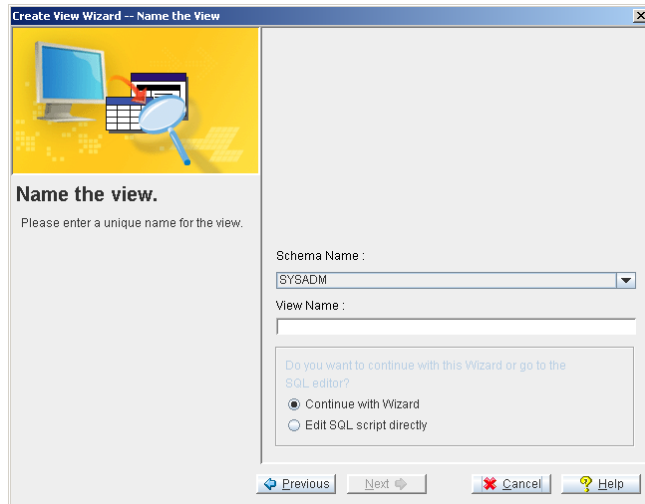 Create View Wizard -- Name the View
Name the view.
Please enter a unique name for the view.
Schema Name :
SYSADM
View Name :
Do you want to continue with this Wizard or go to the
SQL editor?
Continue with Wizard
Edit SQL script directly
Previous
Next
Cancel
Help